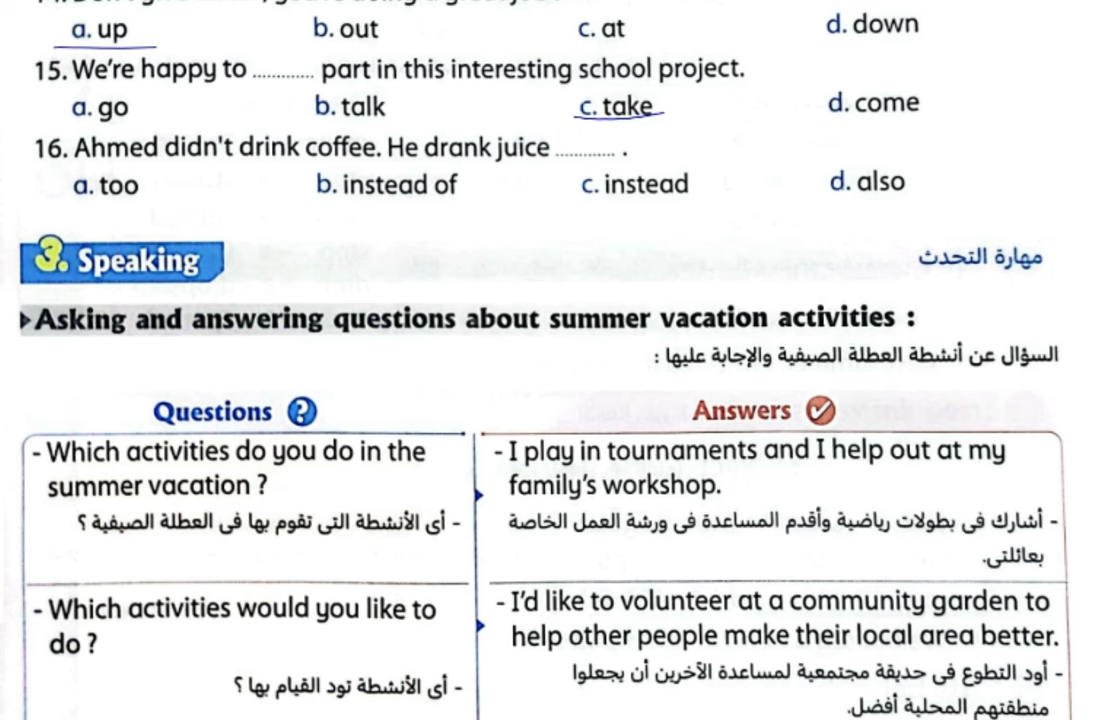 a. up b. out c. at d. down
15. We're happy to ............ part in this interesting school project.
a. go b. talk c. take d. come
16. Ahmed didn't drink coffee. He drank juice ............ .
a. too b. instead of c. instead d. also
3. Speaking مهارة التحدث
Asking and answering questions about summer vacation activities :
السؤال عن أنشطة العطلة الصيفية والإجابة عليها :
Questions ? Answers
- Which activities do you do in the
summer vacation ?
- أى الأنشطة التى تقوم بها فى العطلة الصيفية ؟
- I play in tournaments and I help out at my
family's workshop.
- أشارك فى بطولات رياضية وأقدم المساعدة فى ورشة العمل الخاصة
بعائلتى.
- Which activities would you like to
do ?
- أى الأنشطة تود القيام بها ؟
- I'd like to volunteer at a community garden to
help other people make their local area better.
- أود التطوع فى حديقة مجتمعية لمساعدة الآخرين أن يجعلوا
منطقتهم المحلية أفضل.